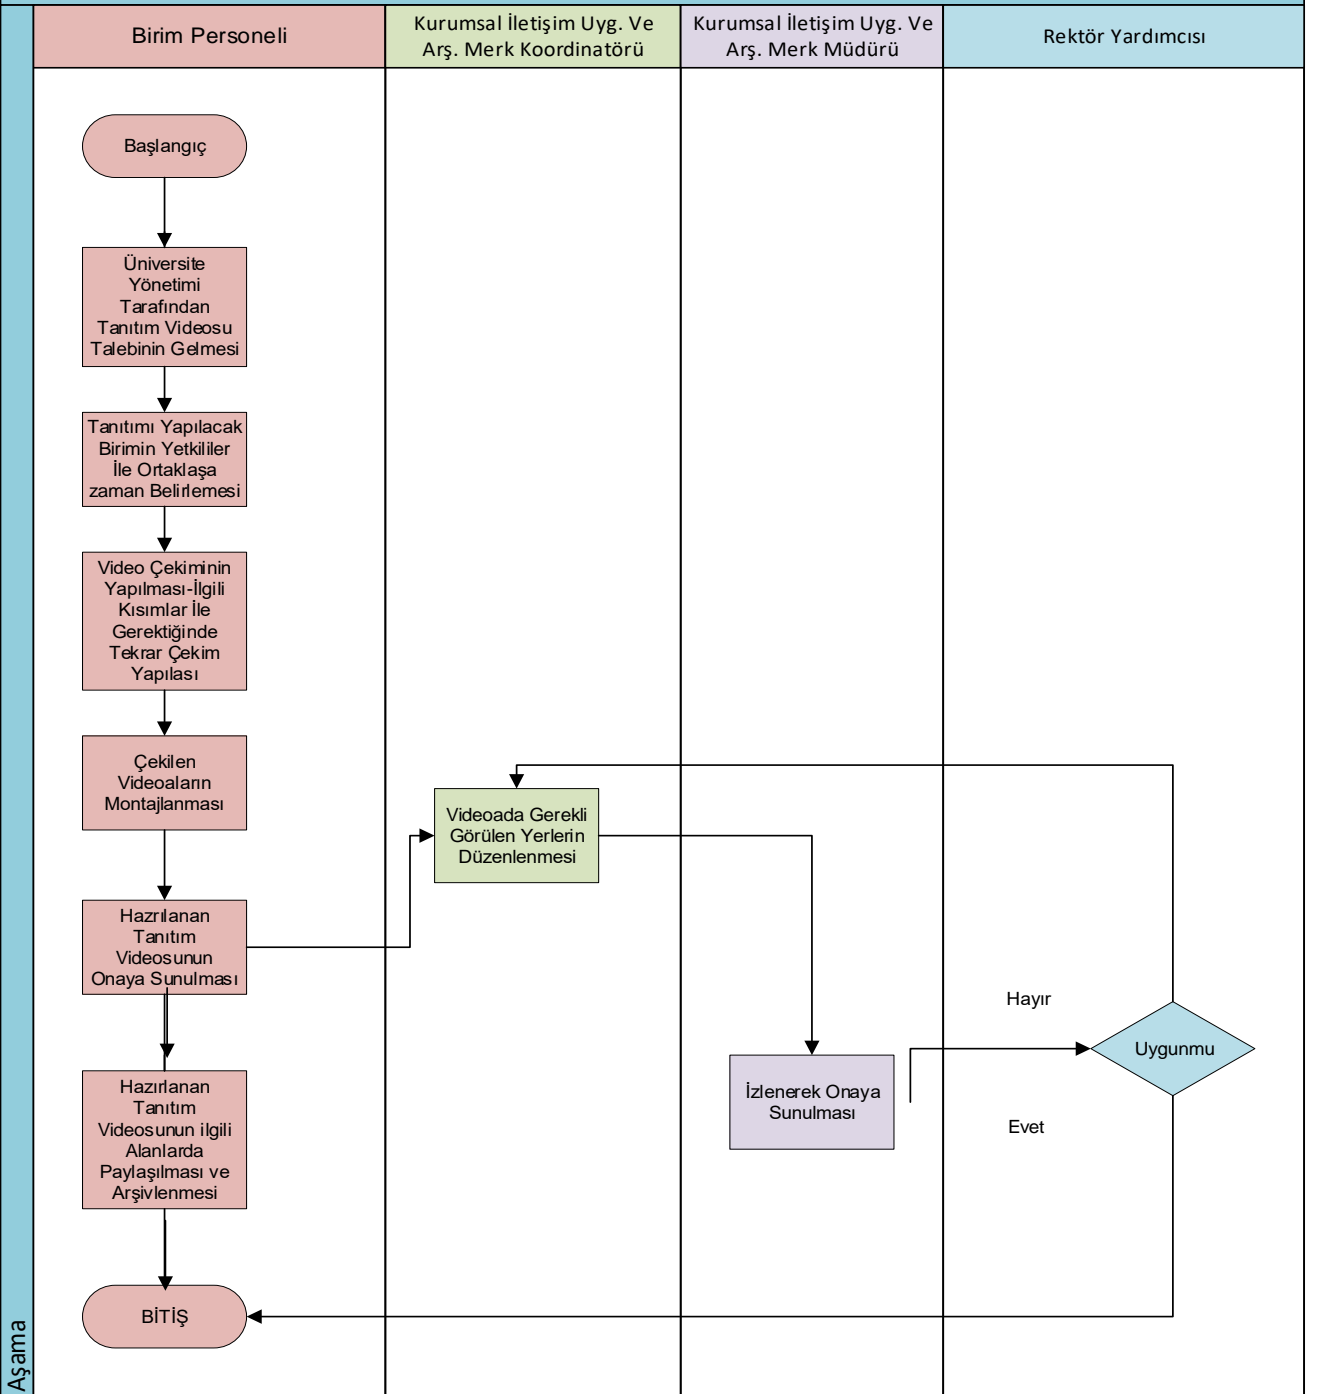 Birim Personeli
Kurumsal İletişim Uyg. Ve
Arş. Merk Koordinatörü
Kurumsal İletişim Uyg. Ve
Arş. Merk Müdürü
Rektör Yardımcısı
Başlangıç
Üniversite
Yönetimi
Tarafından
Tanıtım Videosu
Talebinin Gelmesi
Tanıtımı Yapılacak
Birimin Yetkililer
İle Ortaklaşa
zaman Belirlemesi
Video Çekiminin
Yapılması-İlgili
Kısımlar İle
Gerektiğinde
Tekrar Çekim
Yapılası
Çekilen
Videoaların
Montajlanması
Videoada Gerekli
Görülen Yerlerin
Düzenlenmesi
Hazrılanan
Tanıtım
Videosunun
Onaya Sunulması
Hayır
Uygunmu
İzlenerek Onaya
Sunulması
Evet
Hazırlanan
Tanıtım
Videosunun ilgili
Alanlarda
Paylaşılması ve
Arşivlenmesi
BİTİŞ
Aşama